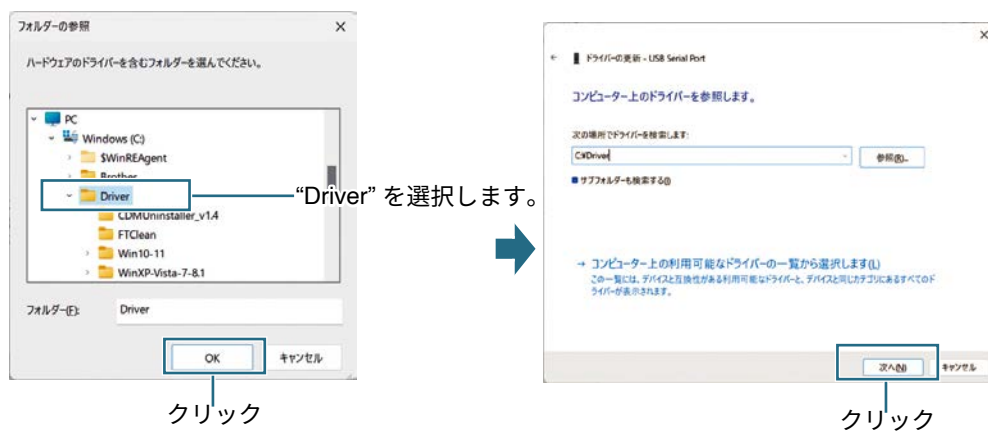 フォルダーの参照
ハードウェアのドライバーを含むフォルダーを選んでください。
PC
Windows (C:)
$WinREAgent
Brother
Driver
CDMUninstaller_v1.4
FTClean
Win10-11
WinXP-Vista-7-8.1
フォルダー(F):
Driver
OK
キャンセル
クリック
“Driver” を選択します。
ドライバーの更新 - USB Serial Port
コンピューター上のドライバーを参照します。
次の場所でドライバーを検索します:
C:¥Driver
参照(R)...
サブフォルダーも検索する(I)
→ コンピューター上の利用可能なドライバーの一覧から選択します(L)
この一覧には、デバイスと互換性がある利用可能なドライバーと、デバイスと同じカテゴリにあるすべてのド
ライバーが表示されます。
次へ(N)
キャンセル
クリック